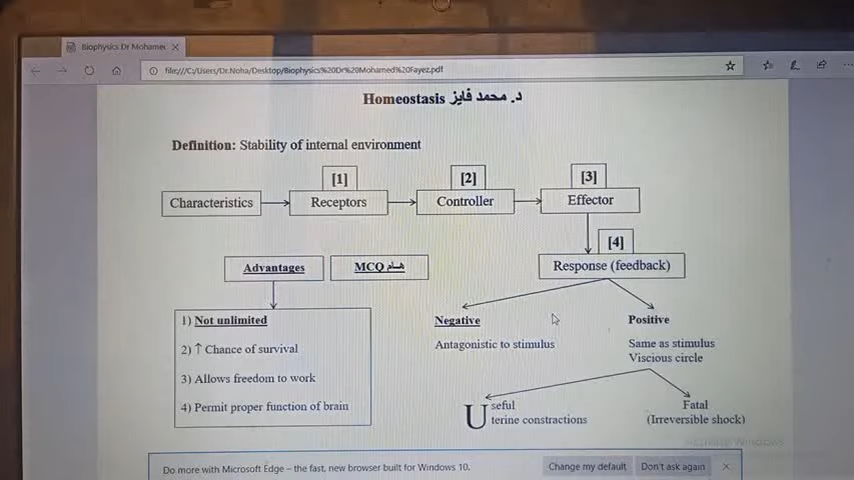 Biophysics Dr Mohamed
file:///C:/Users/Dr.Noha/Desktop/Biophysics%20Dr%20Mohamed%20Fayez.pdf
Homeostasis د. محمد فايز
Definition: Stability of internal environment
[1]
[2]
[3]
Characteristics
Receptors
Controller
Effector
[4]
Advantages
MCQ هـام
Response (feedback)
1) Not unlimited
2) ↑ Chance of survival
3) Allows freedom to work
4) Permit proper function of brain
Negative
Antagonistic to stimulus
Positive
Same as stimulus
Viscious circle
Useful
Uterine constractions
Fatal
(Irreversible shock)
Activate Windows
Do more with Microsoft Edge – the fast, new browser built for Windows 10.
Change my default
Don't ask again